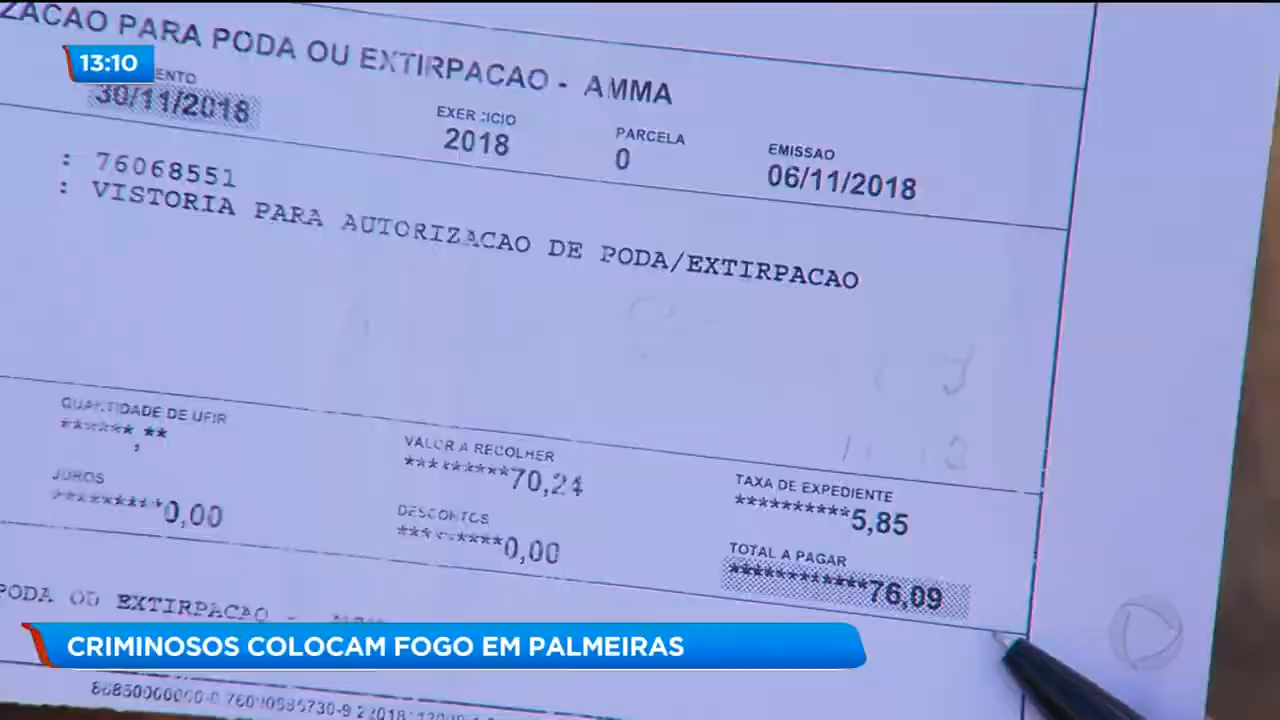 ZACAO PARA PODA OU EXTIRPACAO - AMMA
13:10
ENTO
30/11/2018
EXERCICIO
2018
PARCELA
0
EMISSAO
06/11/2018
: 76068551
: VISTORIA PARA AUTORIZACAO DE PODA/EXTIRPACAO
QUANTIDADE DE UFIR
****** **
,
VALOR A RECOLHER
*********70,24
TAXA DE EXPEDIENTE
**********5,85
JUROS
*********0,00
DESCONTOS
*********0,00
TOTAL A PAGAR
************76,09
PODA OU EXTIRPACAO -
CRIMINOSOS COLOCAM FOGO EM PALMEIRAS